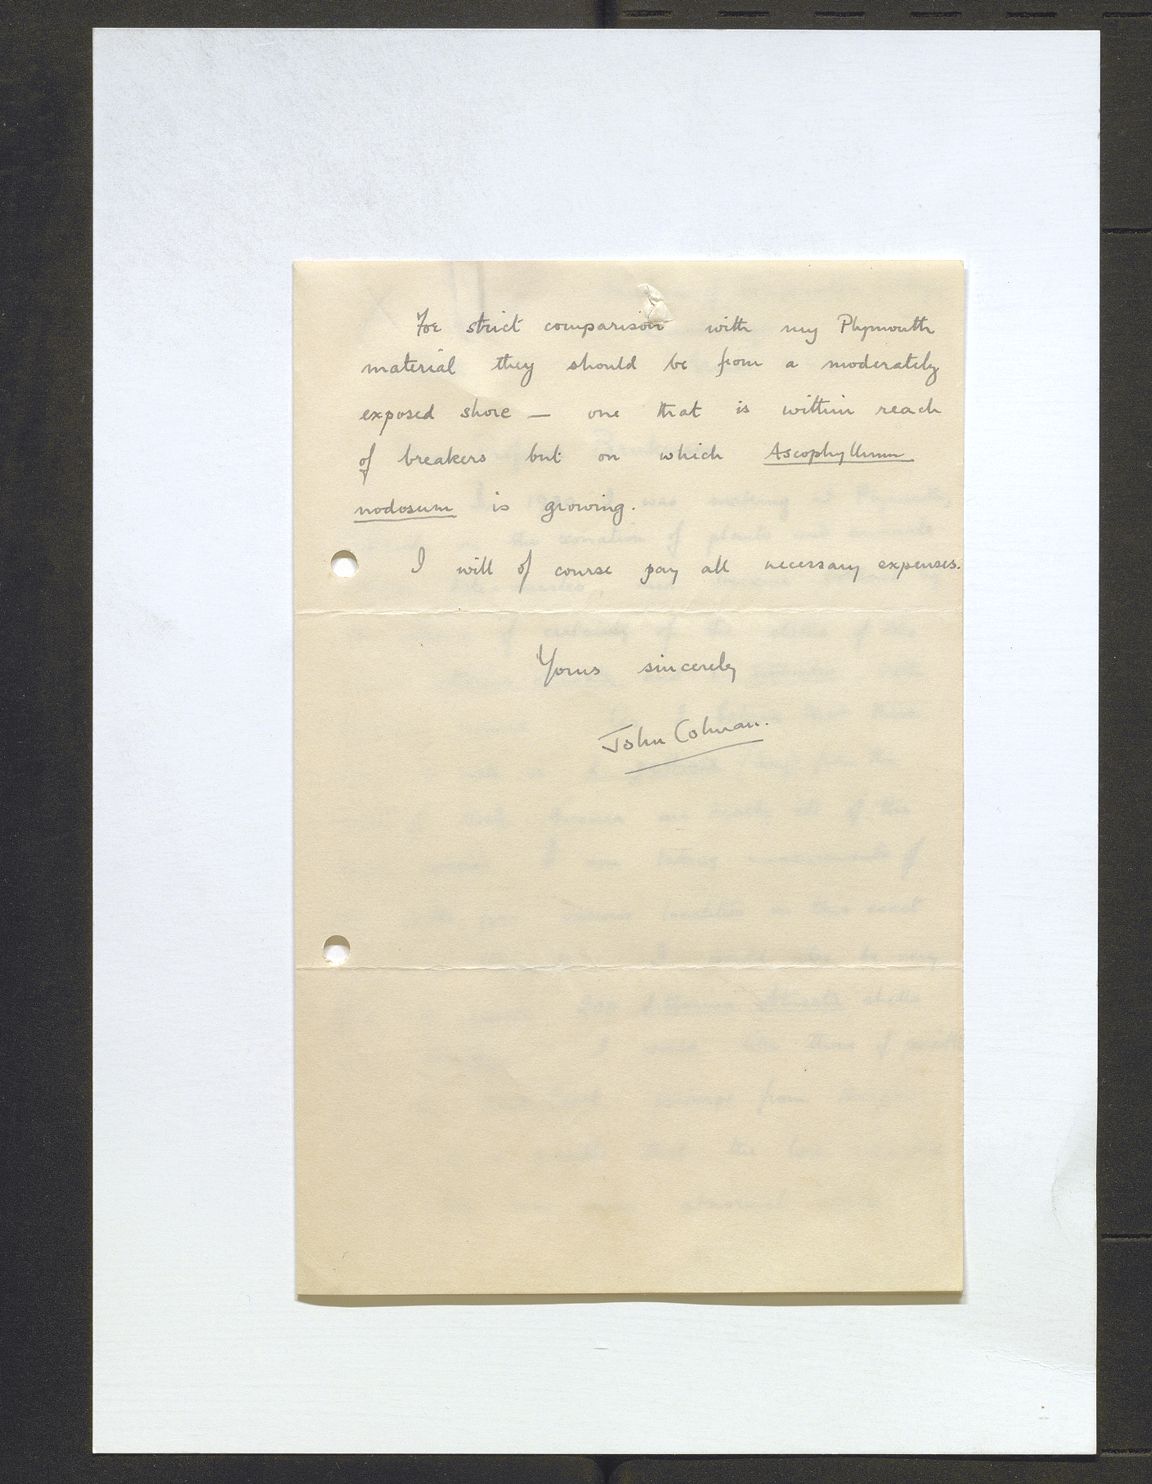 For strict comparison with my Plymouth
material they should be from a moderately
exposed shore — one that is within reach
of breakers but on which Ascophyllum
nodosum is growing.
I will of course pay all necessary expenses.
Yours sincerely
John Colman.